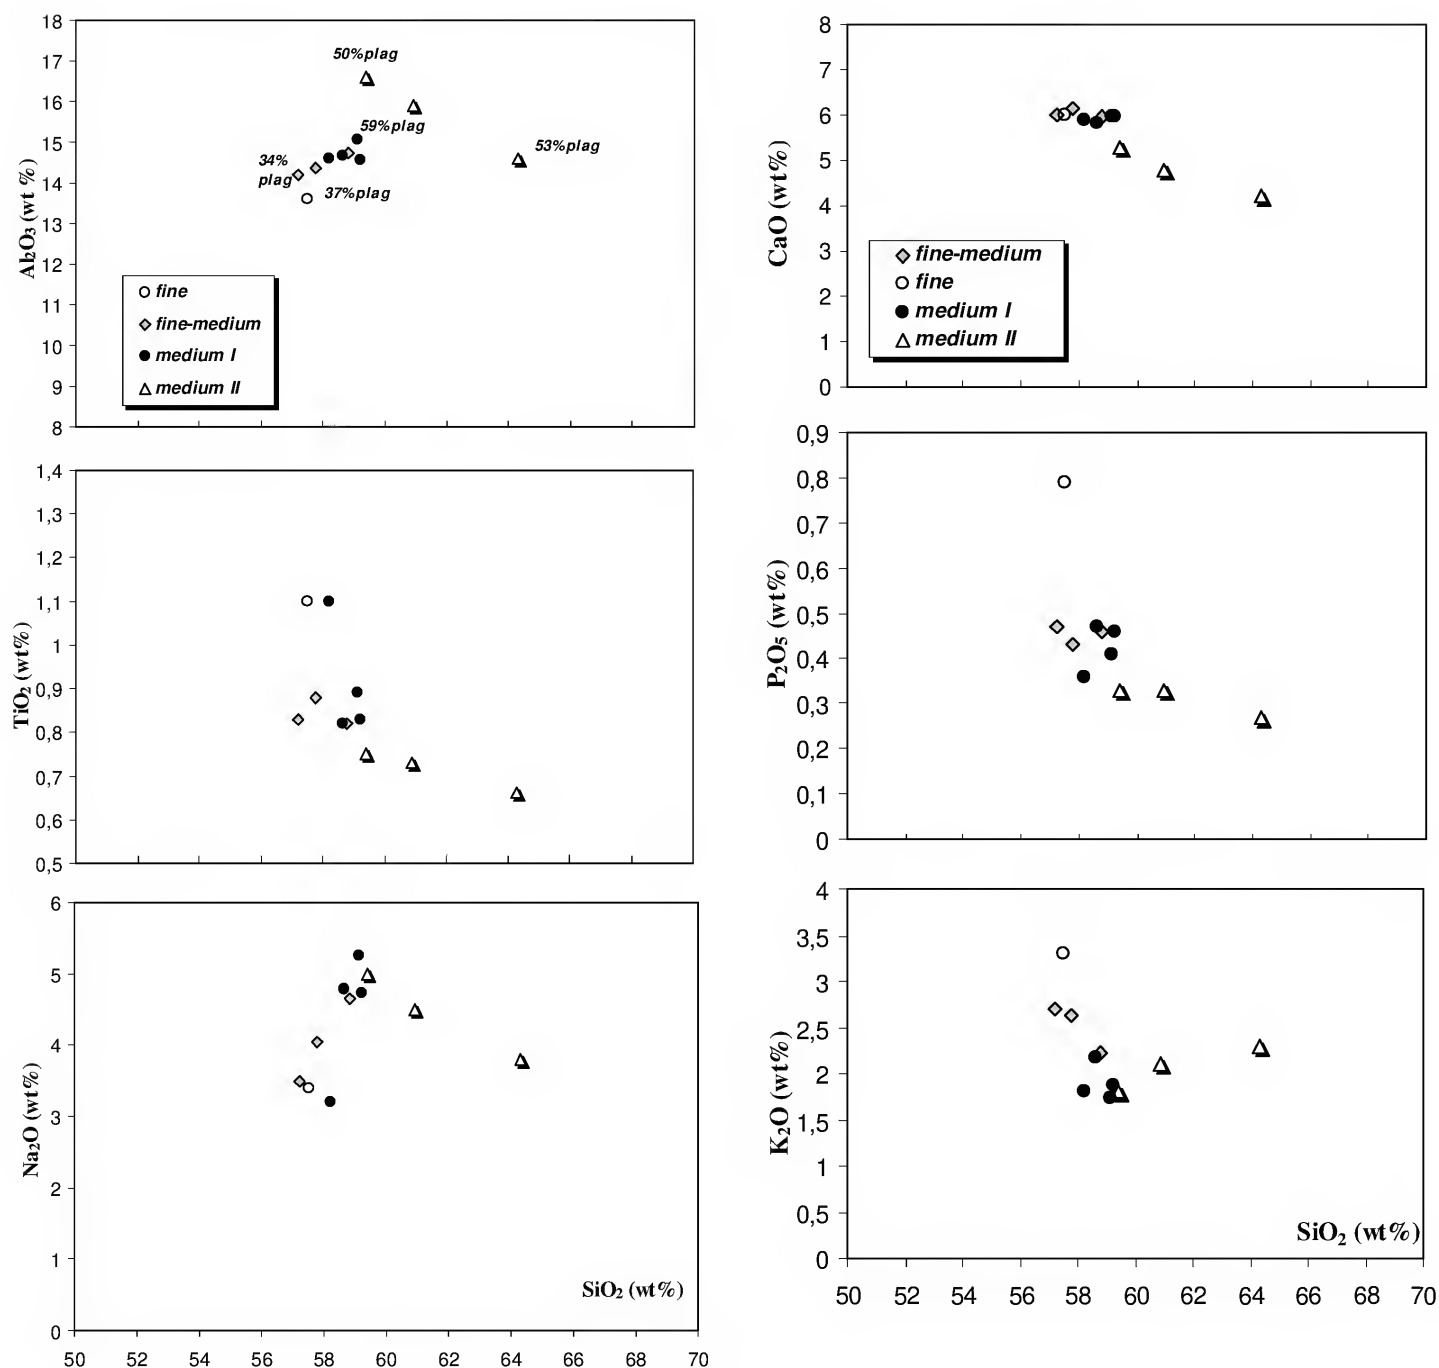 18
17
16
15
14
13
12
11
10
9
8
Al2O3 (wt %)
50%plag
59%plag
53%plag
34%
plag
37%plag
fine
fine-medium
medium I
medium II
8
7
6
5
4
3
2
1
0
CaO (wt%)
fine-medium
fine
medium I
medium II
1,4
1,3
1,2
1,1
1
0,9
0,8
0,7
0,6
0,5
TiO2 (wt%)
0,9
0,8
0,7
0,6
0,5
0,4
0,3
0,2
0,1
0
P2O5 (wt%)
6
5
4
3
2
1
0
Na2O (wt%)
SiO2 (wt%)
50 52 54 56 58 60 62 64 66 68 70
4
3,5
3
2,5
2
1,5
1
0,5
0
K2O (wt%)
SiO2 (wt%)
50 52 54 56 58 60 62 64 66 68 70